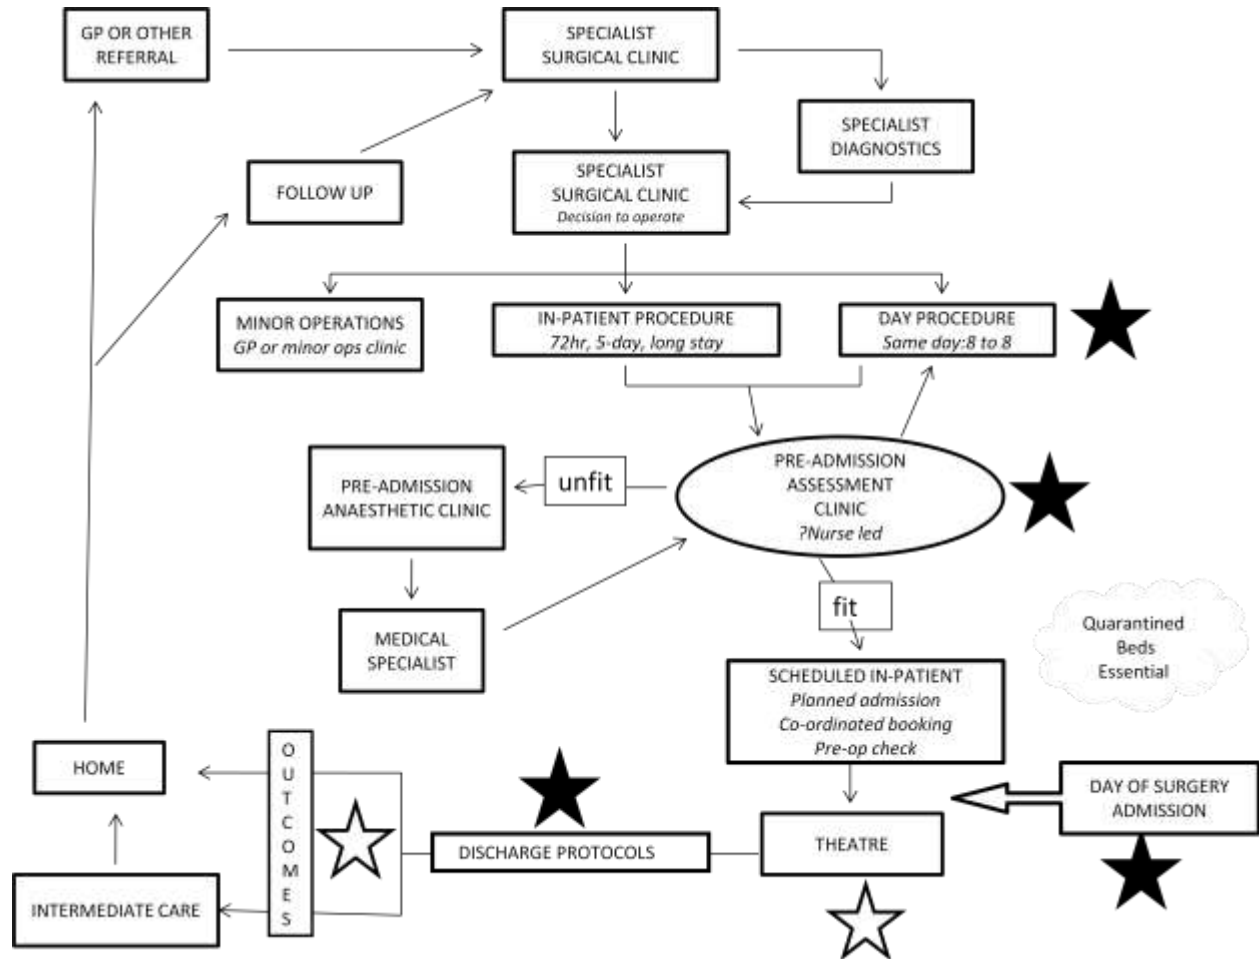 GP OR OTHER
REFERRAL
SPECIALIST
SURGICAL CLINIC
SPECIALIST
DIAGNOSTICS
SPECIALIST
SURGICAL CLINIC
Decision to operate
FOLLOW UP
MINOR OPERATIONS
GP or minor ops clinic
IN-PATIENT PROCEDURE
72hr, 5-day, long stay
DAY PROCEDURE
Same day:8 to 8
PRE-ADMISSION
ANAESTHETIC CLINIC
unfit
PRE-ADMISSION
ASSESSMENT
CLINIC
?Nurse led
fit
MEDICAL
SPECIALIST
Quarantined
Beds
Essential
SCHEDULED IN-PATIENT
Planned admission
Co-ordinated booking
Pre-op check
HOME
OUTCOMES
DAY OF SURGERY
ADMISSION
DISCHARGE PROTOCOLS
THEATRE
INTERMEDIATE CARE